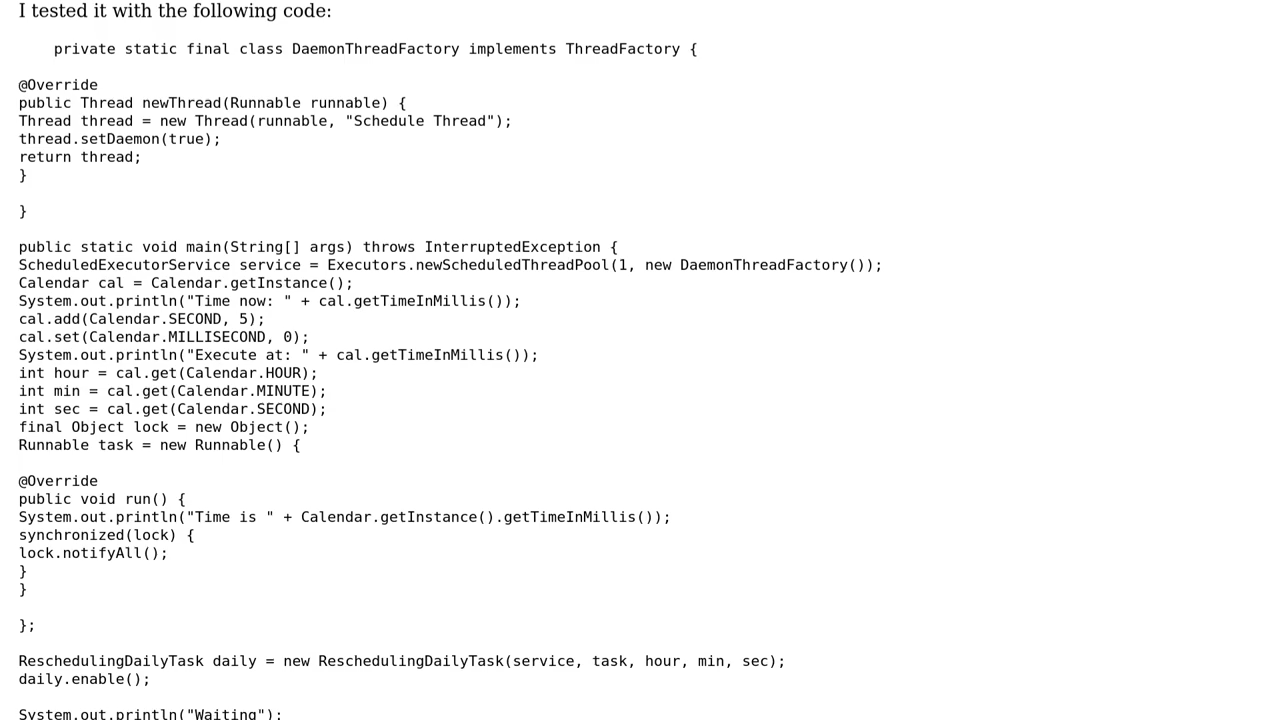 I tested it with the following code:
private static final class DaemonThreadFactory implements ThreadFactory {
@Override
public Thread newThread(Runnable runnable) {
Thread thread = new Thread(runnable, "Schedule Thread");
thread.setDaemon(true);
return thread;
}
}
public static void main(String[] args) throws InterruptedException {
ScheduledExecutorService service = Executors.newScheduledThreadPool(1, new DaemonThreadFactory());
Calendar cal = Calendar.getInstance();
System.out.println("Time now: " + cal.getTimeInMillis());
cal.add(Calendar.SECOND, 5);
cal.set(Calendar.MILLISECOND, 0);
System.out.println("Execute at: " + cal.getTimeInMillis());
int hour = cal.get(Calendar.HOUR);
int min = cal.get(Calendar.MINUTE);
int sec = cal.get(Calendar.SECOND);
final Object lock = new Object();
Runnable task = new Runnable() {
@Override
public void run() {
System.out.println("Time is " + Calendar.getInstance().getTimeInMillis());
synchronized(lock) {
lock.notifyAll();
}
}
};
ReschedulingDailyTask daily = new ReschedulingDailyTask(service, task, hour, min, sec);
daily.enable();
System.out.println("Waiting");